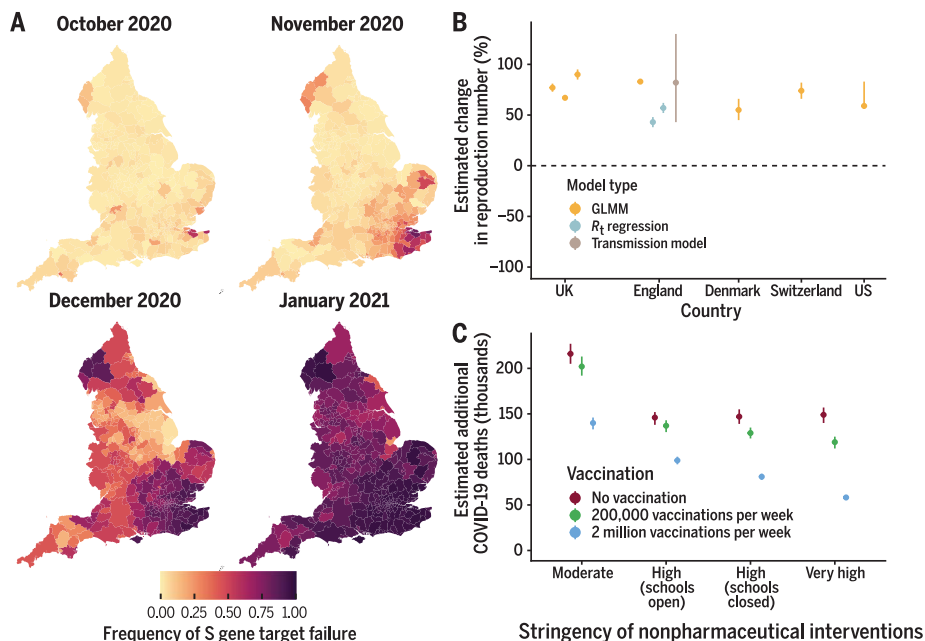 A
October 2020
November 2020
December 2020
January 2021
0.00 0.25 0.50 0.75 1.00
Frequency of S gene target failure
B
Estimated change
in reproduction number (%)
100
50
0
−50
−100
Model type
GLMM
Rt regression
Transmission model
UK
England
Denmark
Switzerland
US
Country
C
Estimated additional
COVID-19 deaths (thousands)
200
150
100
50
0
Vaccination
No vaccination
200,000 vaccinations per week
2 million vaccinations per week
Moderate
High
(schools
open)
High
(schools
closed)
Very high
Stringency of nonpharmaceutical interventions